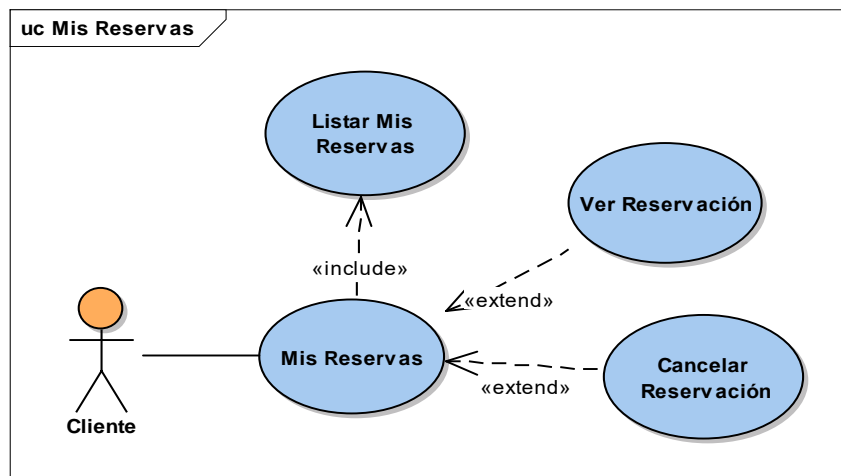 uc Mis Reservas
Listar Mis
Reservas
Ver Reservación
«include»
«extend»
Mis Reservas
Cancelar
Reservación
«extend»
Cliente